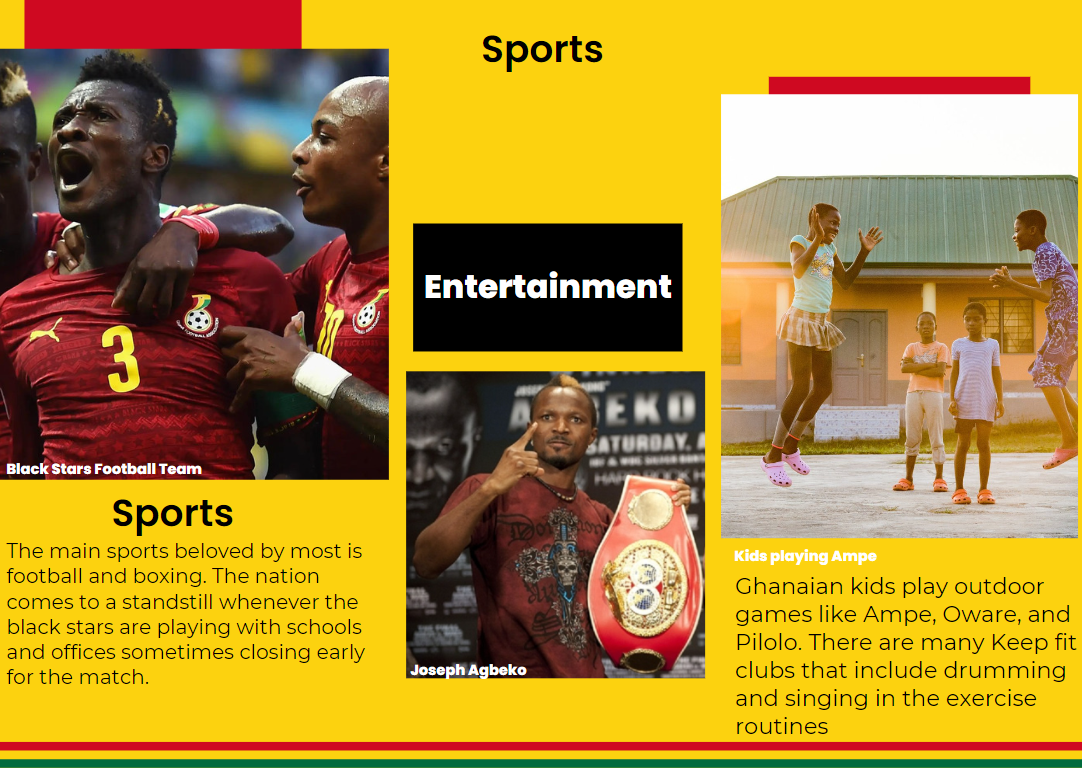 Sports
Black Stars Football Team
Sports
The main sports beloved by most is
football and boxing. The nation
comes to a standstill whenever the
black stars are playing with schools
and offices sometimes closing early
for the match.
3
10
Entertainment
SATURDAY, A
Joseph Agbeko
Kids playing Ampe
Ghanaian kids play outdoor
games like Ampe, Oware, and
Pilolo. There are many Keep fit
clubs that include drumming
and singing in the exercise
routines